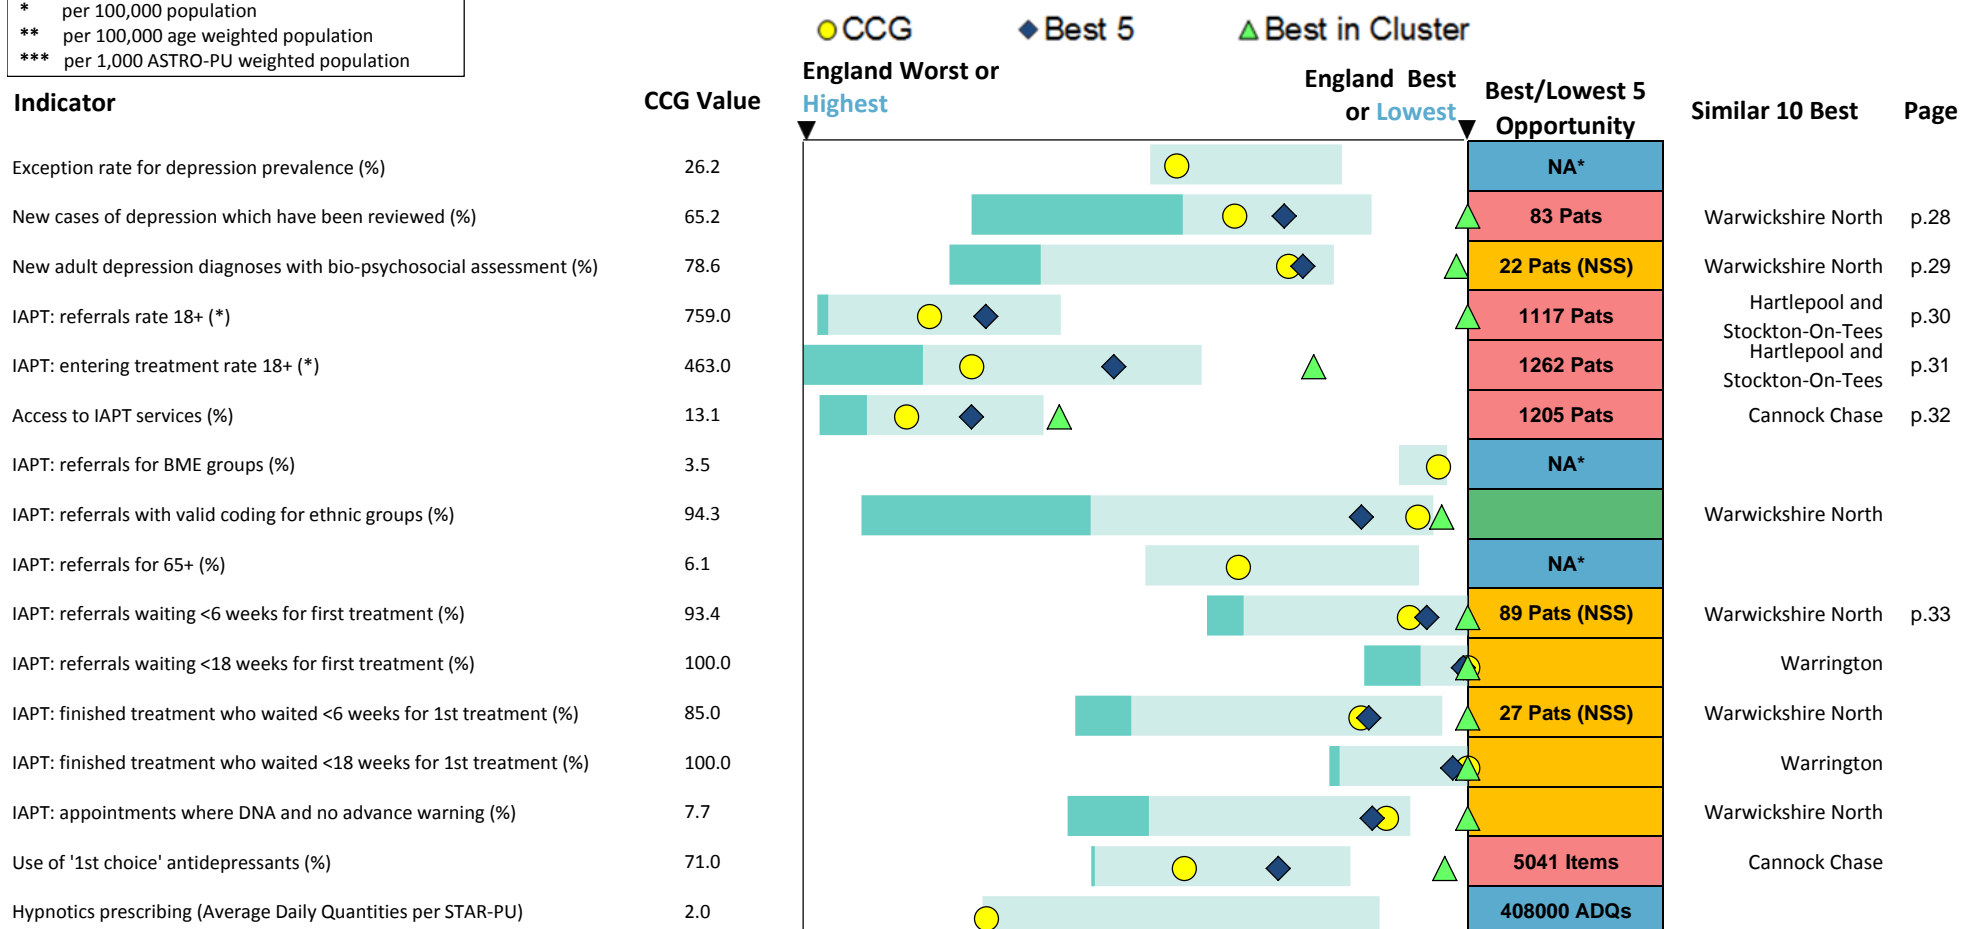 * per 100,000 population
** per 100,000 age weighted population
*** per 1,000 ASTRO-PU weighted population
CCG Best 5 Best in Cluster
England Worst or
Highest
England Best
or Lowest
Indicator CCG Value Best/Lowest 5
Opportunity Similar 10 Best Page
Exception rate for depression prevalence (%) 26.2 NA*
New cases of depression which have been reviewed (%) 65.2 83 Pats Warwickshire North p.28
New adult depression diagnoses with bio-psychosocial assessment (%) 78.6 22 Pats (NSS) Warwickshire North p.29
IAPT: referrals rate 18+ (*) 759.0 1117 Pats Hartlepool and
Stockton-On-Tees p.30
IAPT: entering treatment rate 18+ (*) 463.0 1262 Pats Hartlepool and
Stockton-On-Tees p.31
Access to IAPT services (%) 13.1 1205 Pats Cannock Chase p.32
IAPT: referrals for BME groups (%) 3.5 NA*
IAPT: referrals with valid coding for ethnic groups (%) 94.3 Warwickshire North
IAPT: referrals for 65+ (%) 6.1 NA*
IAPT: referrals waiting <6 weeks for first treatment (%) 93.4 89 Pats (NSS) Warwickshire North p.33
IAPT: referrals waiting <18 weeks for first treatment (%) 100.0 Warrington
IAPT: finished treatment who waited <6 weeks for 1st treatment (%) 85.0 27 Pats (NSS) Warwickshire North
IAPT: finished treatment who waited <18 weeks for 1st treatment (%) 100.0 Warrington
IAPT: appointments where DNA and no advance warning (%) 7.7 Warwickshire North
Use of '1st choice' antidepressants (%) 71.0 5041 Items Cannock Chase
Hypnotics prescribing (Average Daily Quantities per STAR-PU) 2.0 408000 ADQs